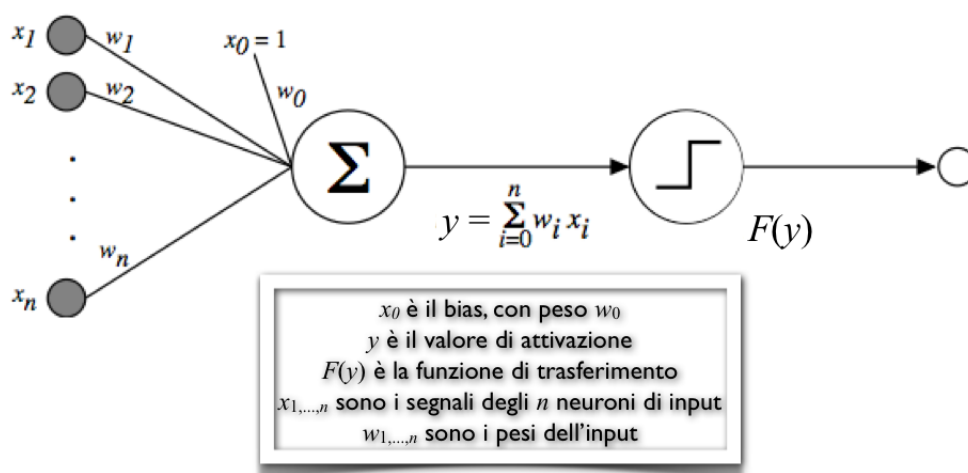 x1 w1
x0 = 1
x2 w2
w0
Σ
y = n∑i=0 wi xi
F(y)
wn
xn
x0 è il bias, con peso w0
y è il valore di attivazione
F(y) è la funzione di trasferimento
x1,...,n sono i segnali degli n neuroni di input
w1,...,n sono i pesi dell'input